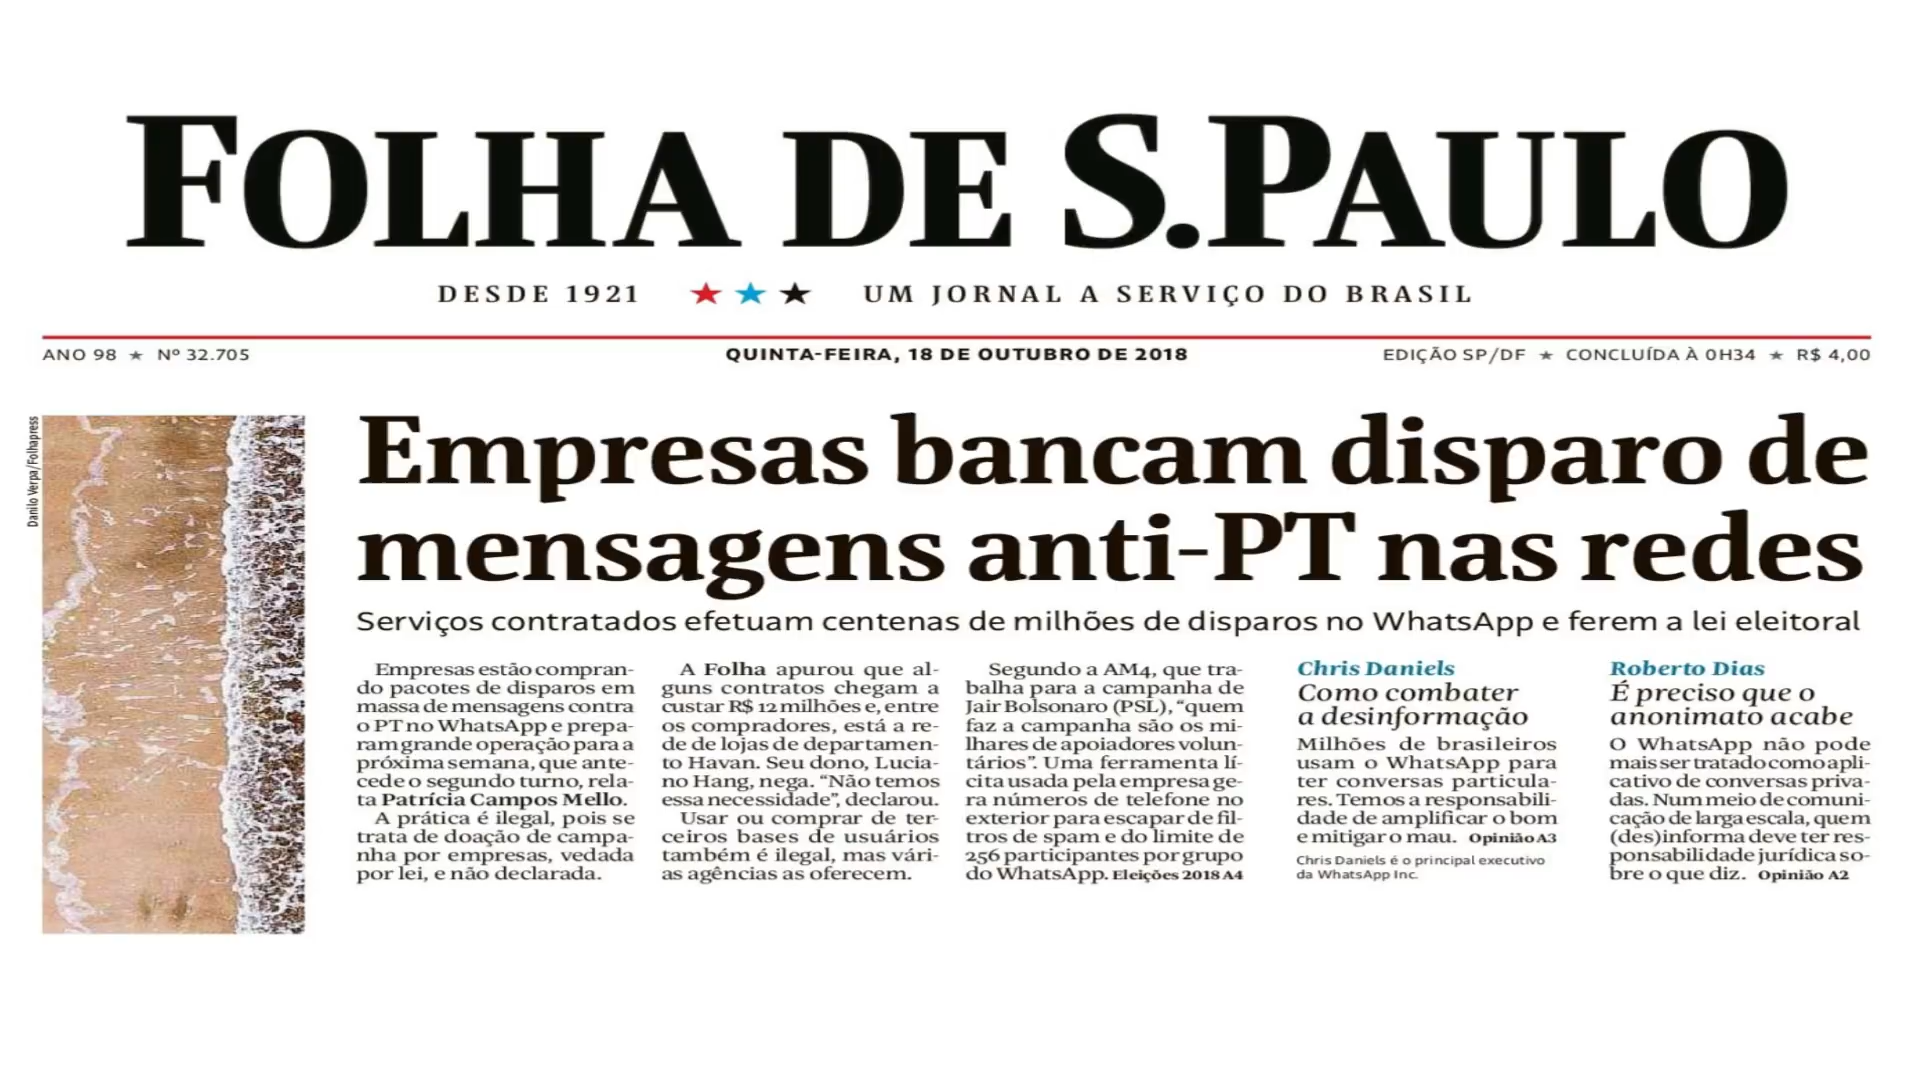 FOLHA DE S.PAULO
DESDE 1921 ★ ★ ★ UM JORNAL A SERVIÇO DO BRASIL
ANO 98 ★ Nº 32.705
QUINTA-FEIRA, 18 DE OUTUBRO DE 2018
EDIÇÃO SP/DF ★ CONCLUÍDA À 0H34 ★ R$ 4,00
Danilo Verpa/Folhapress
Empresas bancam disparo de
mensagens anti-PT nas redes
Serviços contratados efetuam centenas de milhões de disparos no WhatsApp e ferem a lei eleitoral
Empresas estão compran-
do pacotes de disparos em
massa de mensagens contra
o PT no WhatsApp e prepa-
ram grande operação para a
próxima semana, que ante-
cede o segundo turno, rela-
ta Patrícia Campos Mello.
A prática é ilegal, pois se
trata de doação de campa-
nha por empresas, vedada
por lei, e não declarada.
A Folha apurou que al-
guns contratos chegam a
custar R$ 12 milhões e, entre
os compradores, está a re-
de de lojas de departamen-
to Havan. Seu dono, Lucia-
no Hang, nega. “Não temos
essa necessidade”, declarou.
Usar ou comprar de ter-
ceiros bases de usuários
também é ilegal, mas vári-
as agências as oferecem.
Segundo a AM4, que tra-
balha para a campanha de
Jair Bolsonaro (PSL), “quem
faz a campanha são os mi-
lhares de apoiadores volun-
tários”. Uma ferramenta lí-
cita usada pela empresa ge-
ra números de telefone no
exterior para escapar de fil-
tros de spam e do limite de
256 participantes por grupo
do WhatsApp. Eleições 2018 A4
Chris Daniels
Como combater
a desinformação
Milhões de brasileiros
usam o WhatsApp para
ter conversas particula-
res. Temos a responsabili-
dade de amplificar o bom
e mitigar o mau. Opinião A3
Chris Daniels é o principal executivo
da WhatsApp Inc.
Roberto Dias
É preciso que o
anonimato acabe
O WhatsApp não pode
mais ser tratado como apli-
cativo de conversas priva-
das. Num meio de comuni-
cação de larga escala, quem
(des)informa deve ter res-
ponsabilidade jurídica so-
bre o que diz. Opinião A2